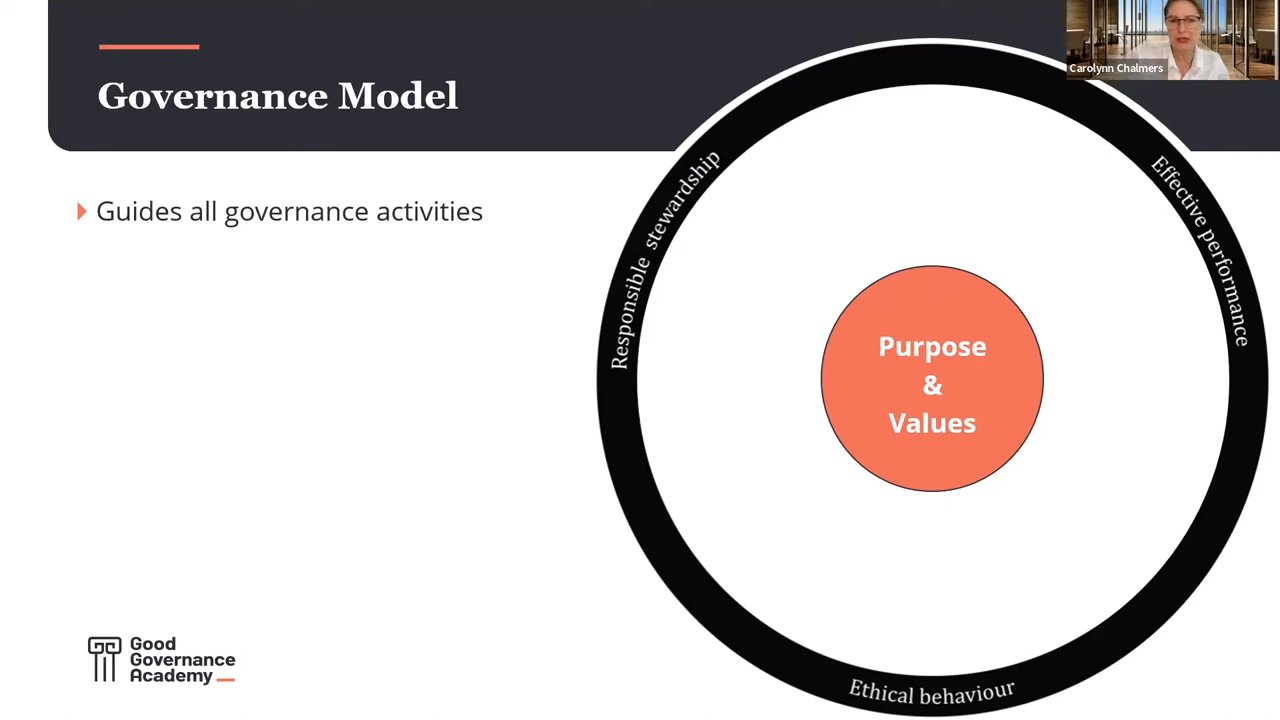 Carolynn Chalmers
Governance Model
Guides all governance activities
Responsible stewardship
Effective performance
Purpose
&
Values
Ethical behaviour
Good
Governance
Academy